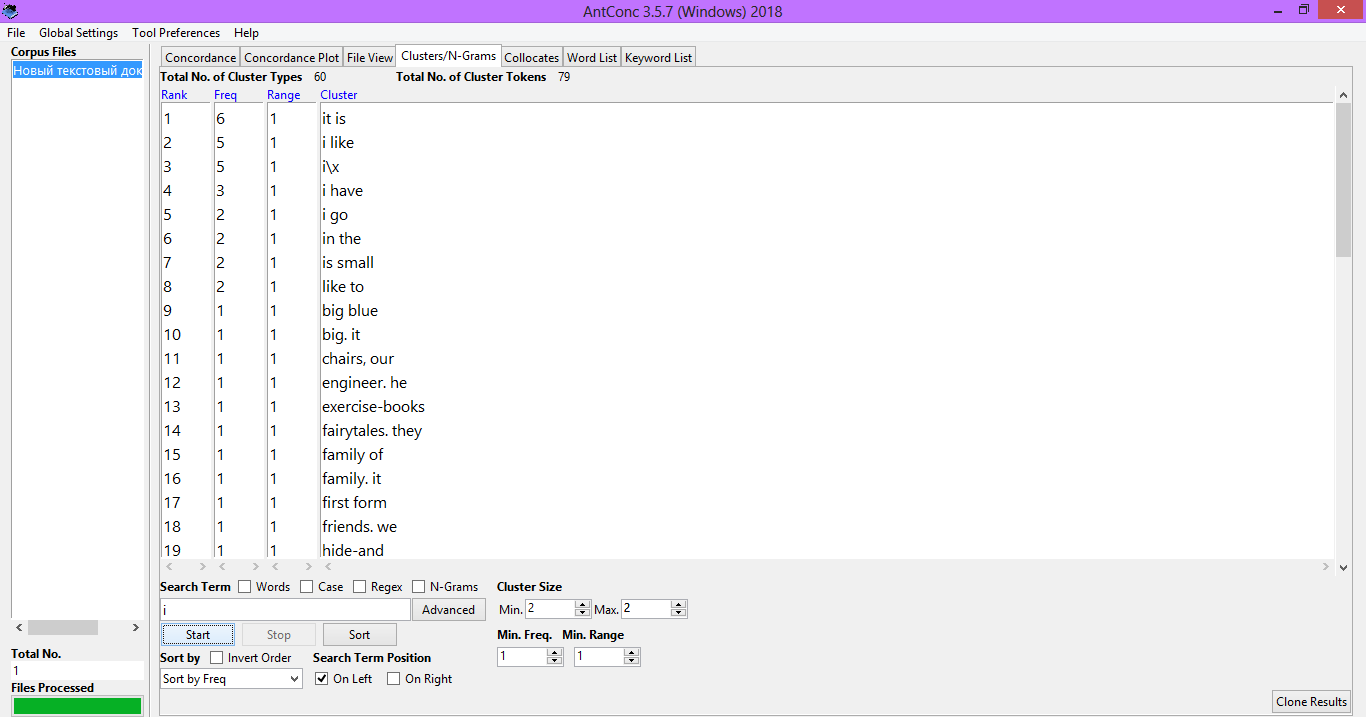 AntConc 3.5.7 (Windows) 2018
File Global Settings Tool Preferences Help
Corpus Files
Новый текстовый док
Concordance Concordance Plot File View Clusters/N-Grams Collocates Word List Keyword List
Total No. of Cluster Types 60 Total No. of Cluster Tokens 79
Rank Freq Range Cluster
1 6 1 it is
2 5 1 i like
3 5 1 i\x
4 3 1 i have
5 2 1 i go
6 2 1 in the
7 2 1 is small
8 2 1 like to
9 1 1 big blue
10 1 1 big. it
11 1 1 chairs, our
12 1 1 engineer. he
13 1 1 exercise-books
14 1 1 fairytales. they
15 1 1 family of
16 1 1 family. it
17 1 1 first form
18 1 1 friends. we
19 1 1 hide-and
Search Term Words Case Regex N-Grams Cluster Size
i Advanced Min. 2 Max. 2
Start Stop Sort Min. Freq. Min. Range
1 1
Sort by Invert Order Search Term Position
Sort by Freq On Left On Right
Total No.
1
Files Processed
Clone Results